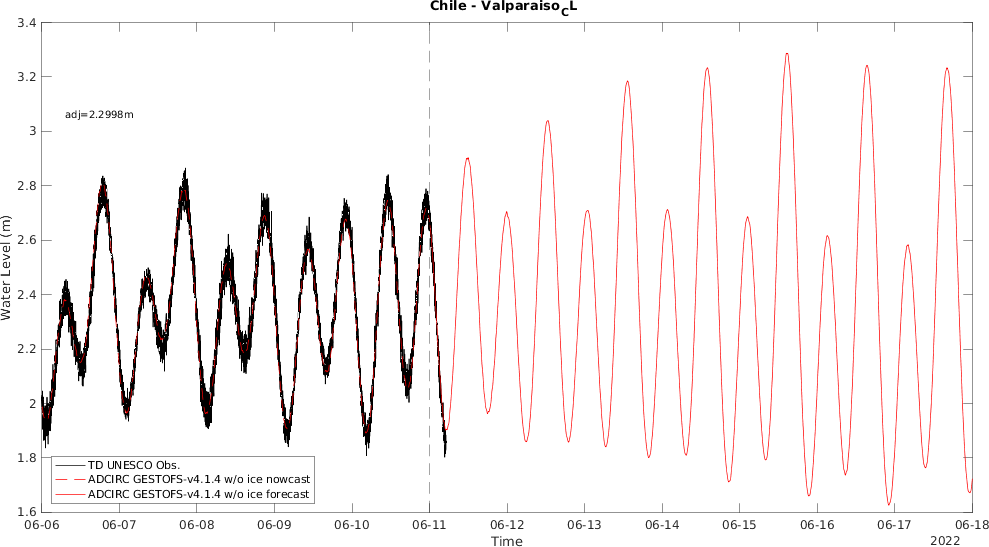 Chile - Valparaiso_CL
3.4
3.2
3
2.8
2.6
2.4
2.2
2
1.8
1.6
Water Level (m)
adj=2.2998m
TD UNESCO Obs.
ADCIRC GESTOFS-v4.1.4 w/o ice nowcast
ADCIRC GESTOFS-v4.1.4 w/o ice forecast
06-06 06-07 06-08 06-09 06-10 06-11 06-12 06-13 06-14 06-15 06-16 06-17 06-18
Time
2022